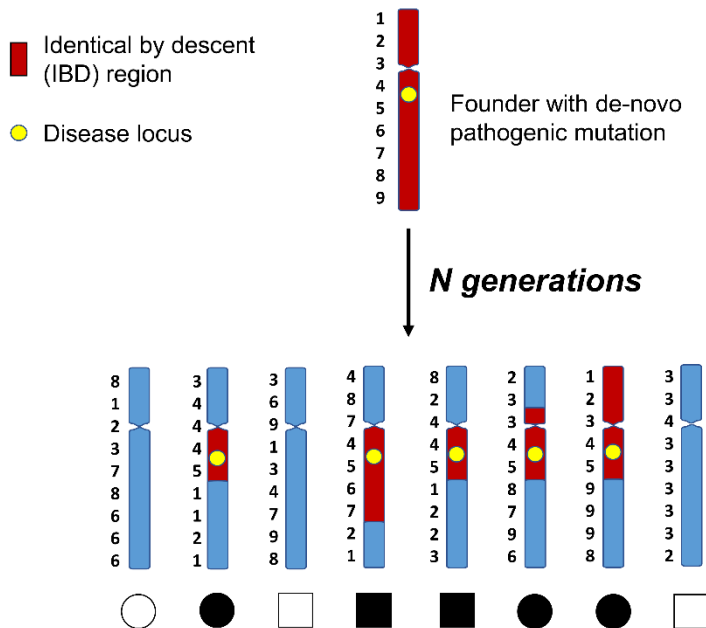 Identical by descent
(IBD) region
Disease locus
1
2
3
4
5
6
7
8
9
Founder with de-novo
pathogenic mutation
N generations
8 3 3 4 8 2 1 3
1 4 6 8 2 3 2 3
2 4 9 7 4 3 3 4
3 4 1 4 4 4 4 3
7 5 3 5 5 5 5 3
8 1 4 6 1 8 9 3
6 1 7 7 2 7 9 3
6 2 9 2 2 9 9 3
6 1 8 1 3 6 8 2